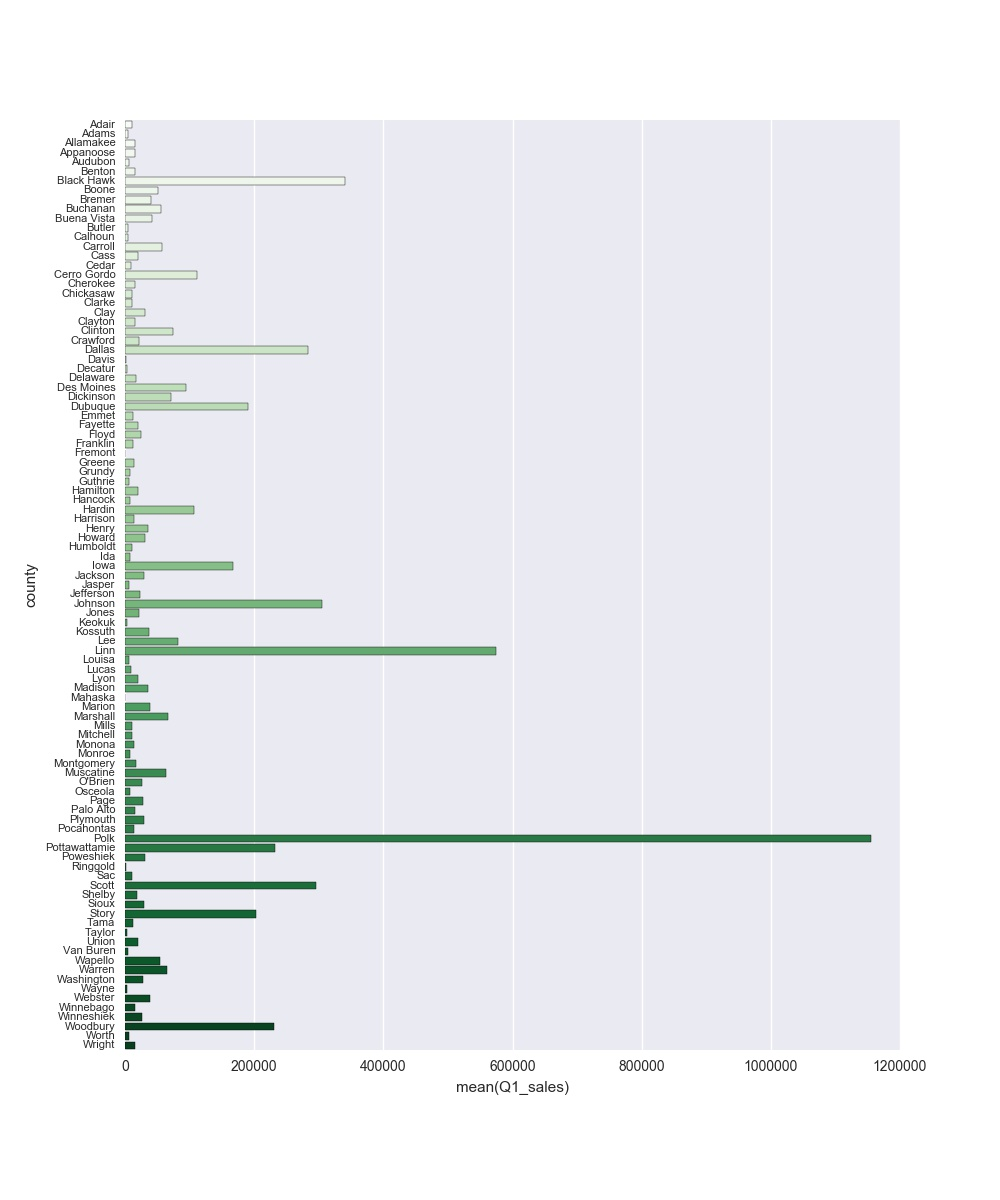 Adair
Adams
Allamakee
Appanoose
Audubon
Benton
Black Hawk
Boone
Bremer
Buchanan
Buena Vista
Butler
Calhoun
Carroll
Cass
Cedar
Cerro Gordo
Cherokee
Chickasaw
Clarke
Clay
Clayton
Clinton
Crawford
Dallas
Davis
Decatur
Delaware
Des Moines
Dickinson
Dubuque
Emmet
Fayette
Floyd
Franklin
Fremont
Greene
Grundy
Guthrie
Hamilton
Hancock
Hardin
Harrison
Henry
Howard
Humboldt
Ida
Iowa
Jackson
Jasper
Jefferson
Johnson
Jones
Keokuk
Kossuth
Lee
Linn
Louisa
Lucas
Lyon
Madison
Mahaska
Marion
Marshall
Mills
Mitchell
Monona
Monroe
Montgomery
Muscatine
O'Brien
Osceola
Page
Palo Alto
Plymouth
Pocahontas
Polk
Pottawattamie
Poweshiek
Ringgold
Sac
Scott
Shelby
Sioux
Story
Tama
Taylor
Union
Van Buren
Wapello
Warren
Washington
Wayne
Webster
Winnebago
Winneshiek
Woodbury
Worth
Wright
county
0 200000 400000 600000 800000 1000000 1200000
mean(Q1_sales)